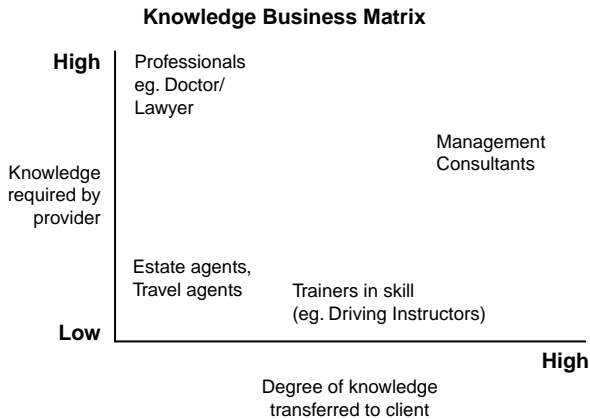 Knowledge Business Matrix
High
Professionals
eg. Doctor/
Lawyer
Management
Consultants
Knowledge
required by
provider
Estate agents,
Travel agents
Trainers in skill
(eg. Driving Instructors)
Low
High
Degree of knowledge
transferred to client